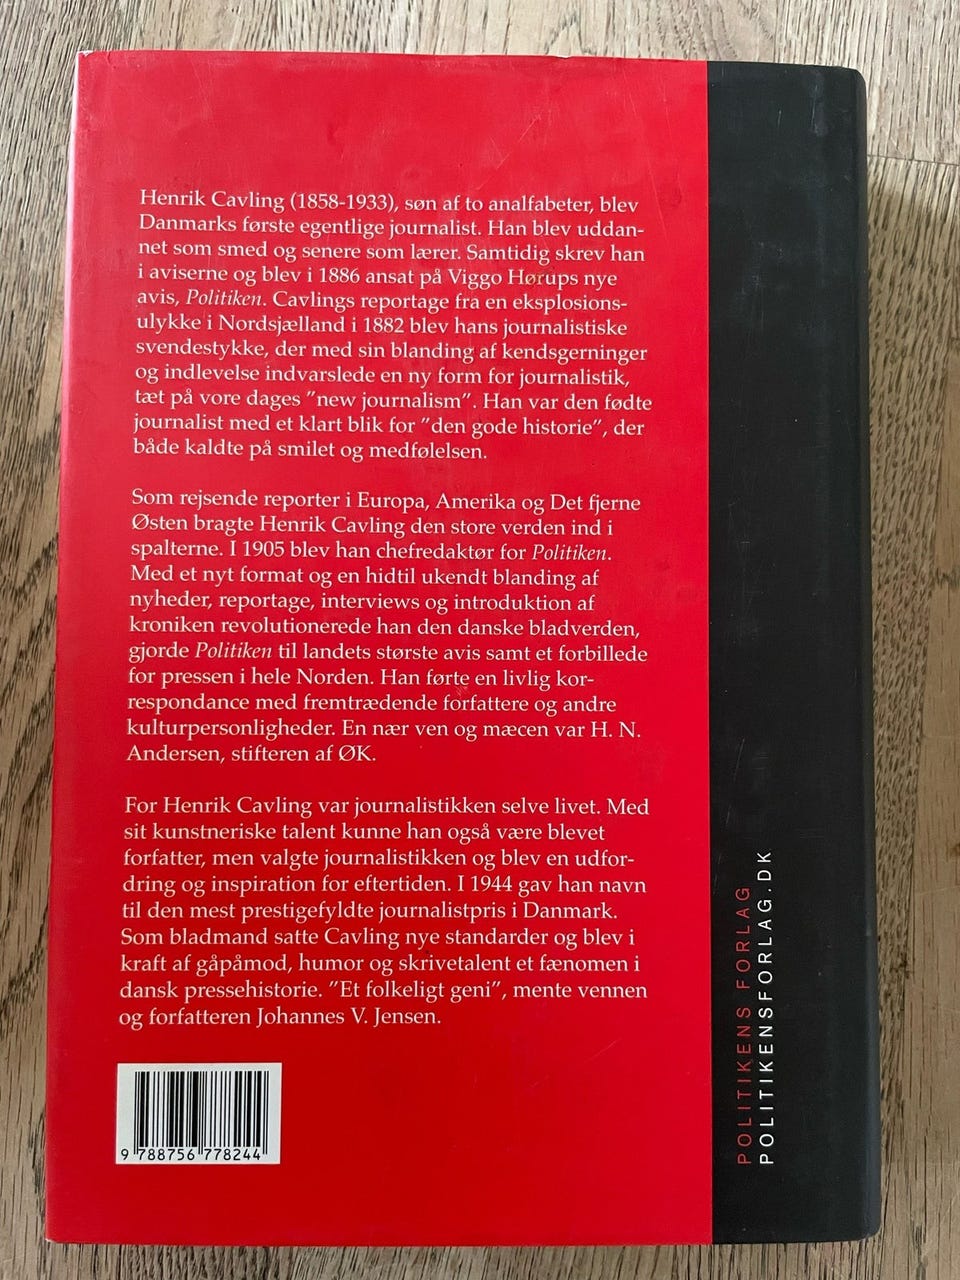 Henrik Cavling (1858-1933), søn af to analfabeter, blev
Danmarks første egentlige journalist. Han blev uddan-
net som smed og senere som lærer. Samtidig skrev han
i aviserne og blev i 1886 ansat på Viggo Hørups nye
avis, Politiken. Cavlings reportage fra en eksplosions-
ulykke i Nordsjælland i 1882 blev hans journalistiske
svendestykke, der med sin blanding af kendsgerninger
og indlevelse indvarslede en ny form for journalistik,
tæt på vore dages ”new journalism”. Han var den fødte
journalist med et klart blik for ”den gode historie”, der
både kaldte på smilet og medfølelsen.
Som rejsende reporter i Europa, Amerika og Det fjerne
Østen bragte Henrik Cavling den store verden ind i
spalterne. I 1905 blev han chefredaktør for Politiken.
Med et nyt format og en hidtil ukendt blanding af
nyheder, reportage, interviews og introduktion af
kroniken revolutionerede han den danske bladverden,
gjorde Politiken til landets største avis samt et forbillede
for pressen i hele Norden. Han førte en livlig kor-
respondance med fremtrædende forfattere og andre
kulturpersonligheder. En nær ven og mæcen var H. N.
Andersen, stifteren af ØK.
For Henrik Cavling var journalistikken selve livet. Med
sit kunstneriske talent kunne han også være blevet
forfatter, men valgte journalistikken og blev en udfor-
dring og inspiration for eftertiden. I 1944 gav han navn
til den mest prestigefyldte journalistpris i Danmark.
Som bladmand satte Cavling nye standarder og blev i
kraft af gåpåmod, humor og skrivetalent et fænomen i
dansk pressehistorie. ”Et folkeligt geni”, mente vennen
og forfatteren Johannes V. Jensen.
9 788756 778244
POLITIKENS FORLAG
POLITIKENSFORLAG.DK